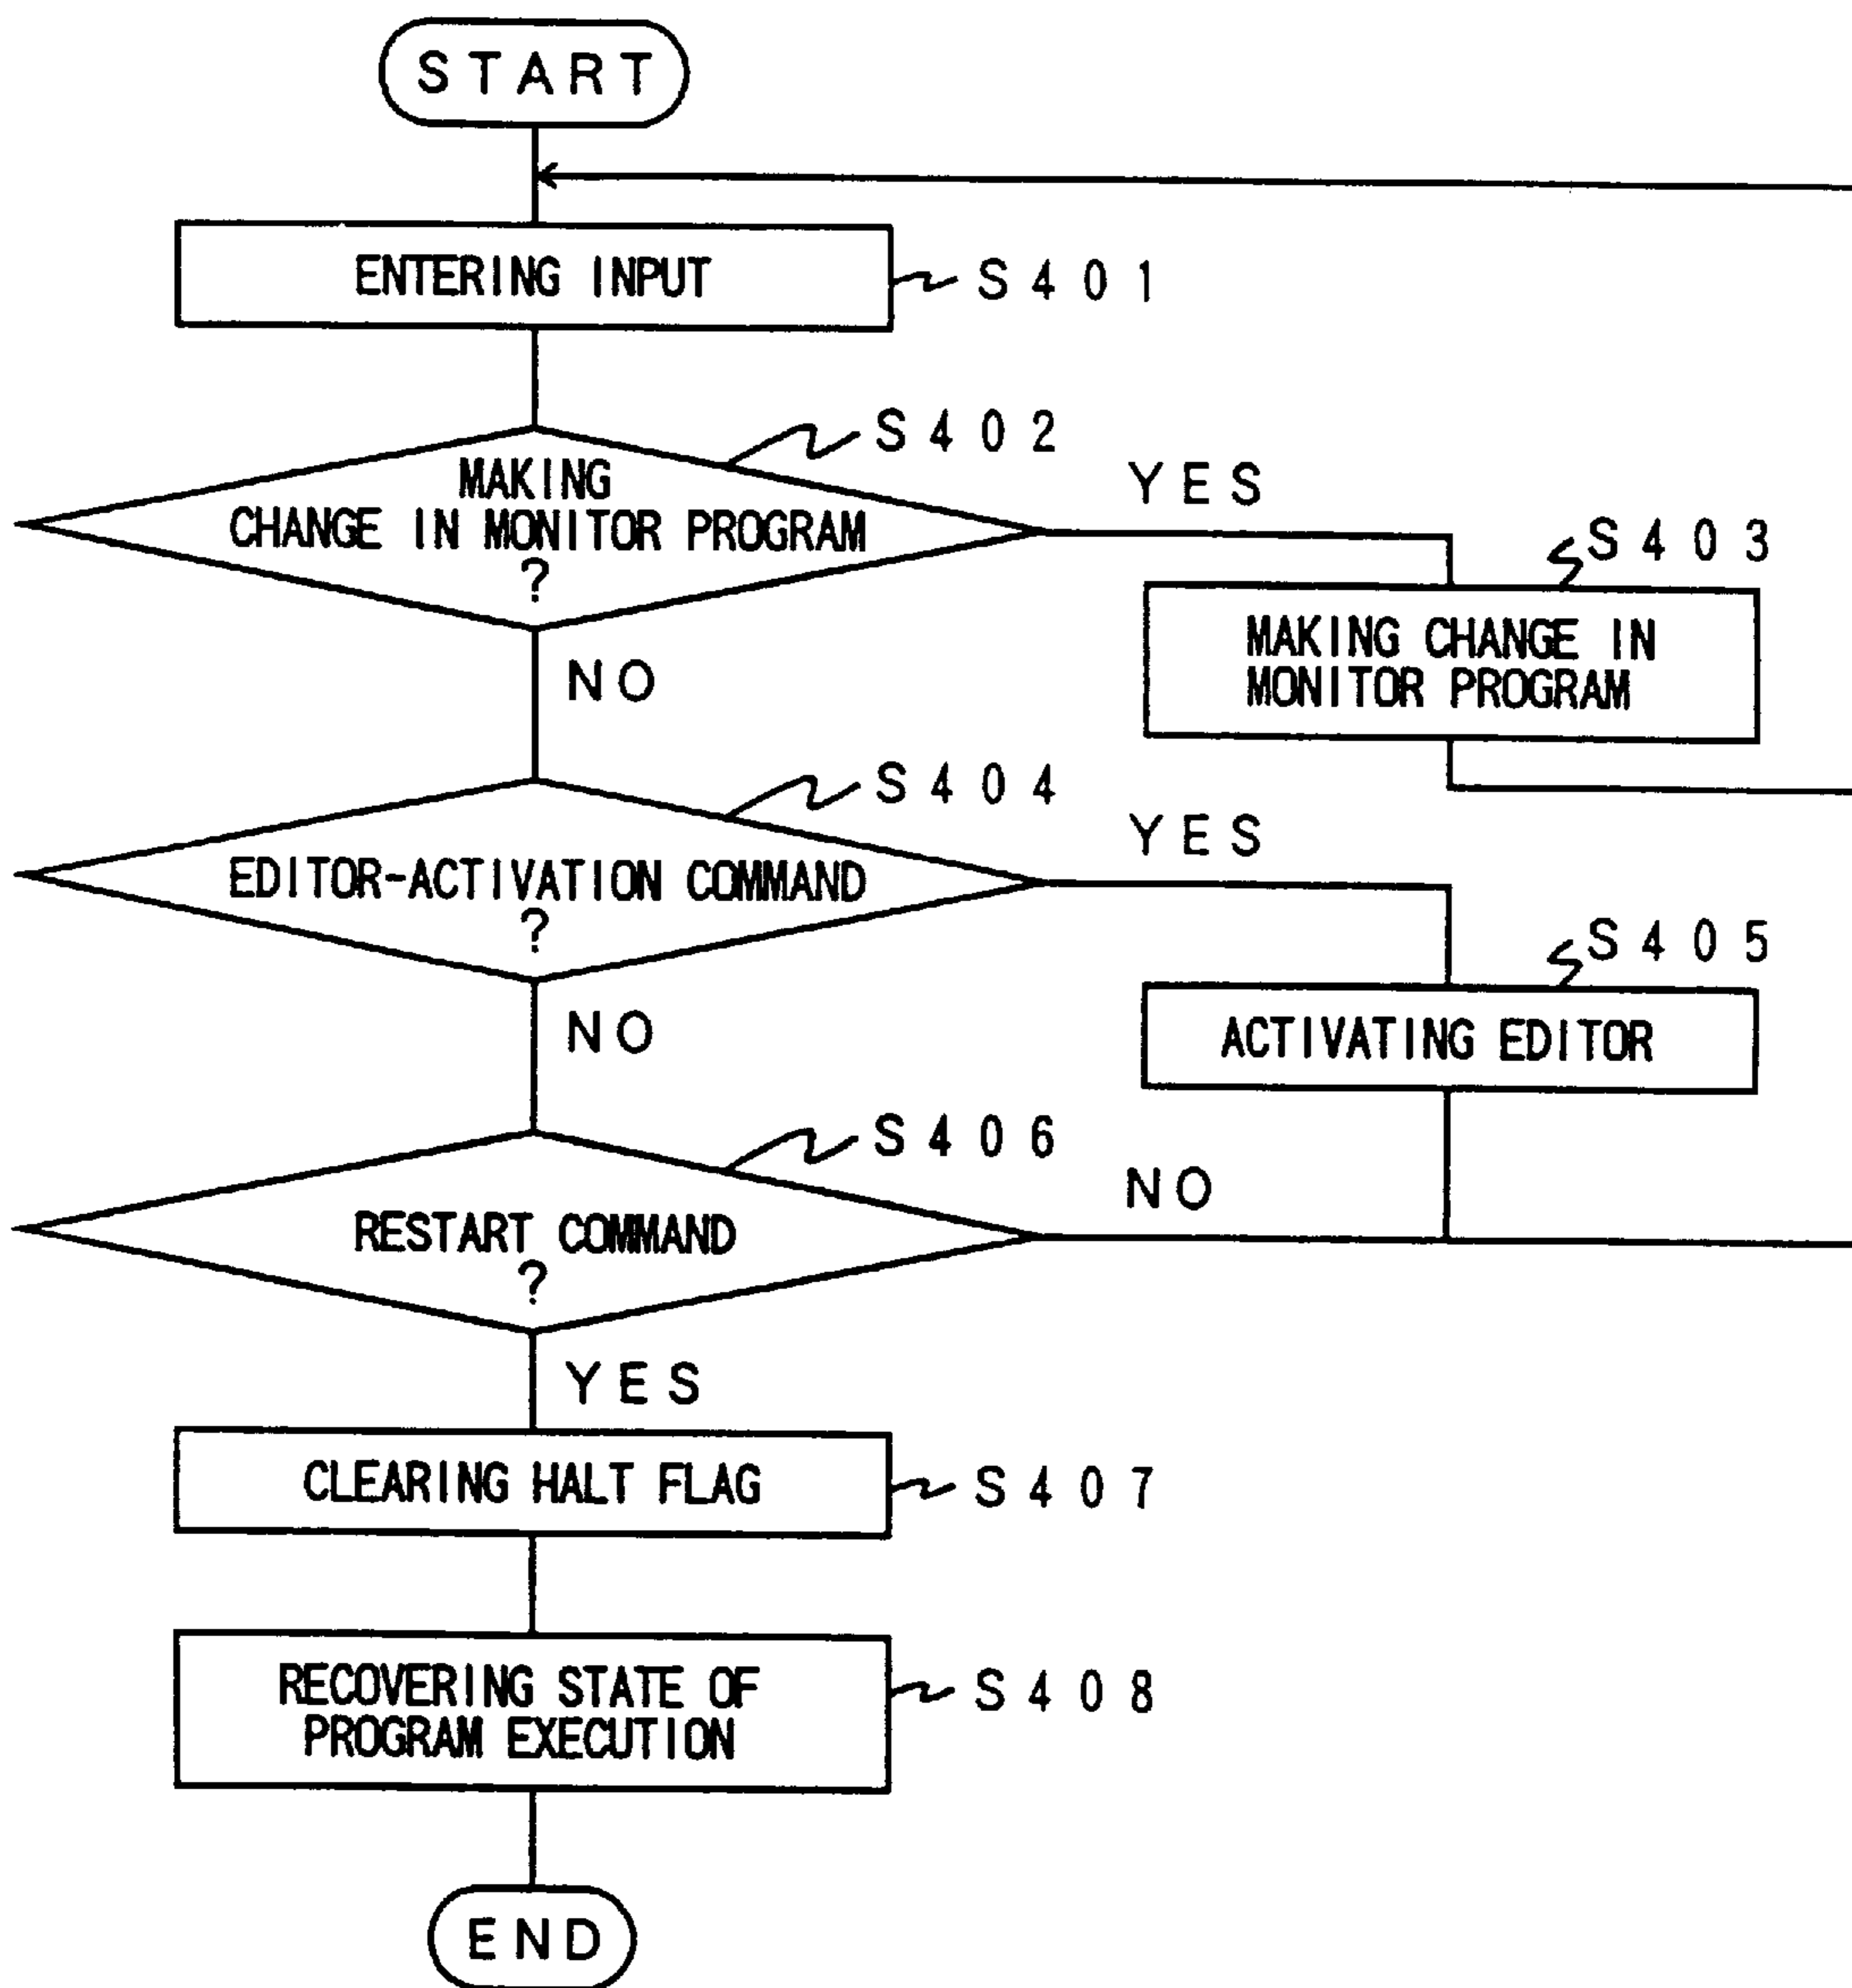 START
ENTERING INPUT
S401
S402
MAKING
CHANGE IN MONITOR PROGRAM
?
YES
S403
MAKING CHANGE IN
MONITOR PROGRAM
NO
S404
EDITOR-ACTIVATION COMMAND
?
YES
S405
ACTIVATING EDITOR
NO
S406
RESTART COMMAND
?
NO
YES
CLEARING HALT FLAG
S407
RECOVERING STATE OF
PROGRAM EXECUTION
S408
END